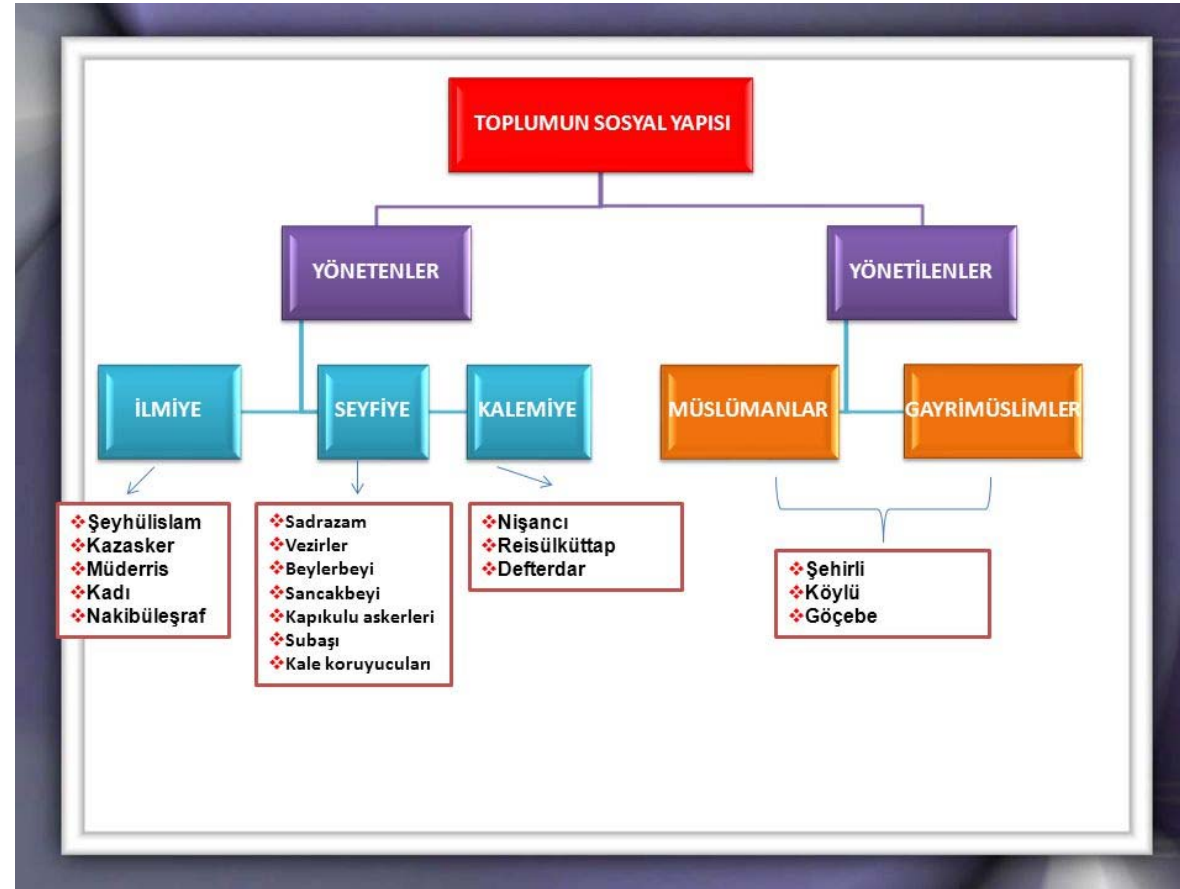 TOPLUMUN SOSYAL YAPISI
YÖNETENLER
YÖNETİLENLER
İLMİYE
SEYFİYE
KALEMİYE
MÜSLÜMANLAR
GAYRİMÜSLİMLER
❖Şeyhülislam
❖Kazasker
❖Müderris
❖Kadı
❖Nakibüleşraf
❖Sadrazam
❖Vezirler
❖Beylerbeyi
❖Sancakbeyi
❖Kapıkulu askerleri
❖Subaşı
❖Kale koruyucuları
❖Nişancı
❖Reisülküttap
❖Defterdar
❖Şehirli
❖Köylü
❖Göçebe